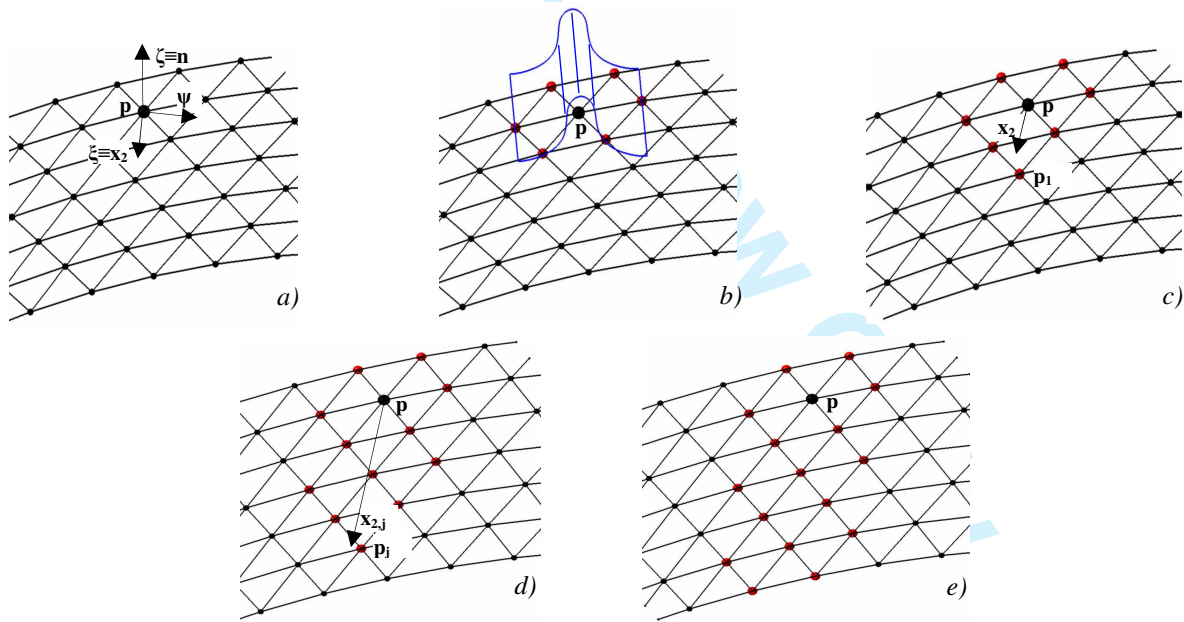 ζ≡n
p
ψ
ξ≡x₂
a)
p
b)
p
x₂
p₁
c)
p
x₂,ⱼ
pⱼ
d)
p
e)
w